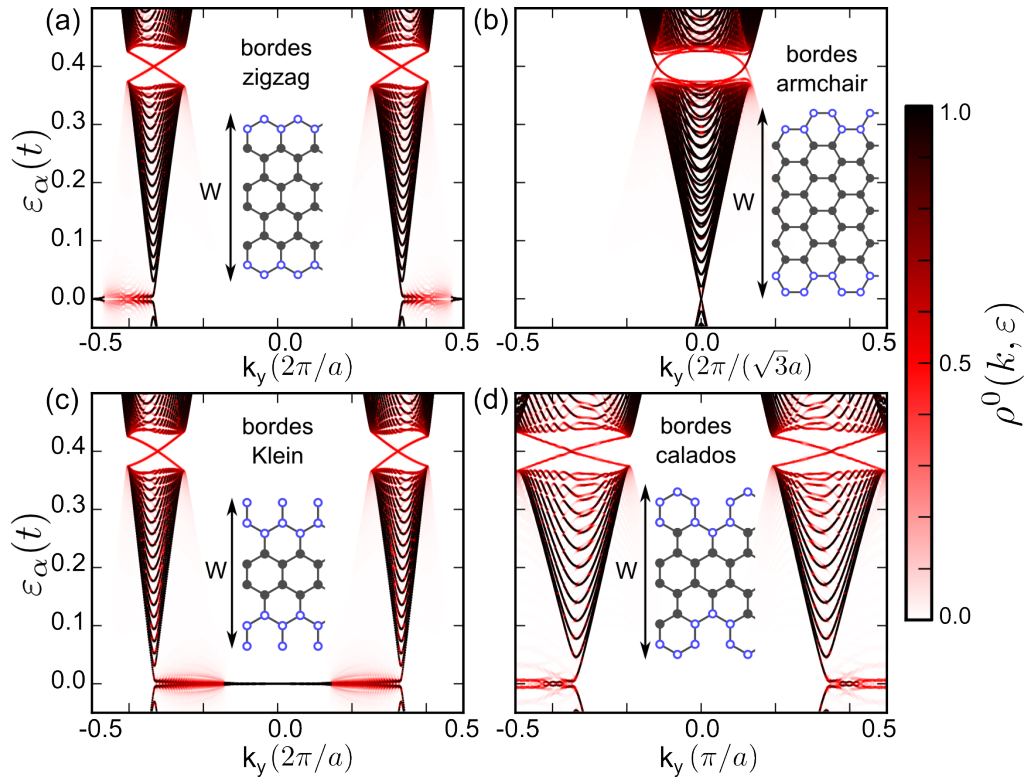 (a)
bordes
zigzag
W
0.4
0.3
0.2
0.1
0.0
εα(t)
-0.5
0.0
0.5
ky(2π/a)
(b)
bordes
armchair
W
-0.5
0.0
0.5
ky(2π/(√3a)
(c)
bordes
Klein
W
0.4
0.3
0.2
0.1
0.0
εα(t)
-0.5
0.0
0.5
ky(2π/a)
(d)
bordes
calados
W
-0.5
0.0
0.5
ky(π/a)
1.0
0.5
0.0
ρ⁰(k, ε)